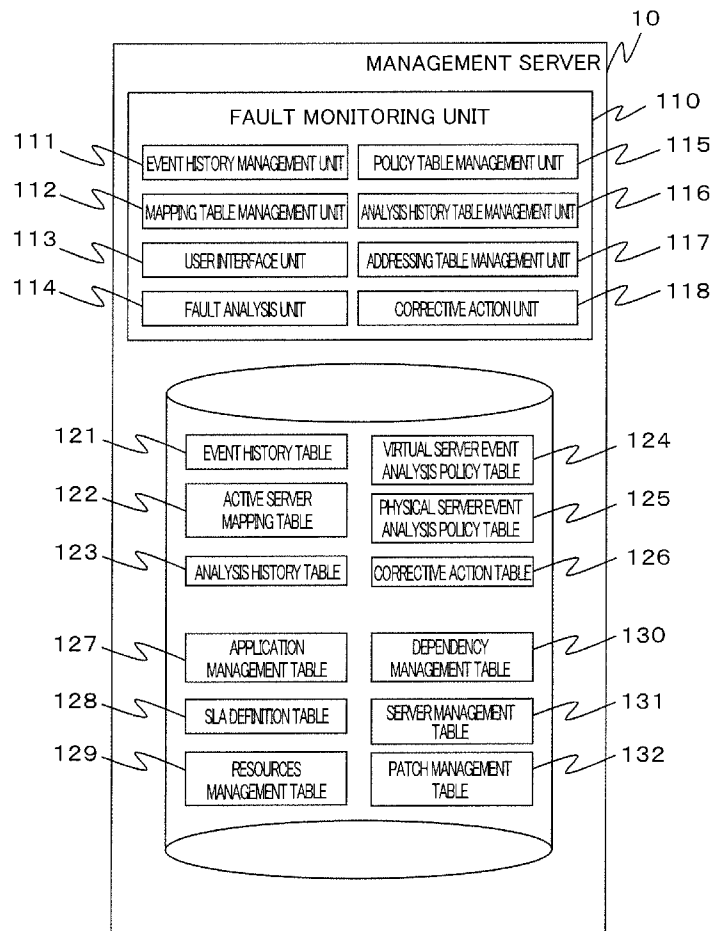 10
MANAGEMENT SERVER
FAULT MONITORING UNIT
110
111
EVENT HISTORY MANAGEMENT UNIT
POLICY TABLE MANAGEMENT UNIT
115
112
MAPPING TABLE MANAGEMENT UNIT
ANALYSIS HISTORY TABLE MANAGEMENT UNIT
116
113
USER INTERFACE UNIT
ADDRESSING TABLE MANAGEMENT UNIT
117
114
FAULT ANALYSIS UNIT
CORRECTIVE ACTION UNIT
118
121
EVENT HISTORY TABLE
VIRTUAL SERVER EVENT
ANALYSIS POLICY TABLE
124
122
ACTIVE SERVER
MAPPING TABLE
PHYSICAL SERVER EVENT
ANALYSIS POLICY TABLE
125
123
ANALYSIS HISTORY TABLE
CORRECTIVE ACTION TABLE
126
127
APPLICATION
MANAGEMENT TABLE
DEPENDENCY
MANAGEMENT TABLE
130
128
SLA DEFINITION TABLE
SERVER MANAGEMENT
TABLE
131
129
RESOURCES
MANAGEMENT TABLE
PATCH MANAGEMENT
TABLE
132